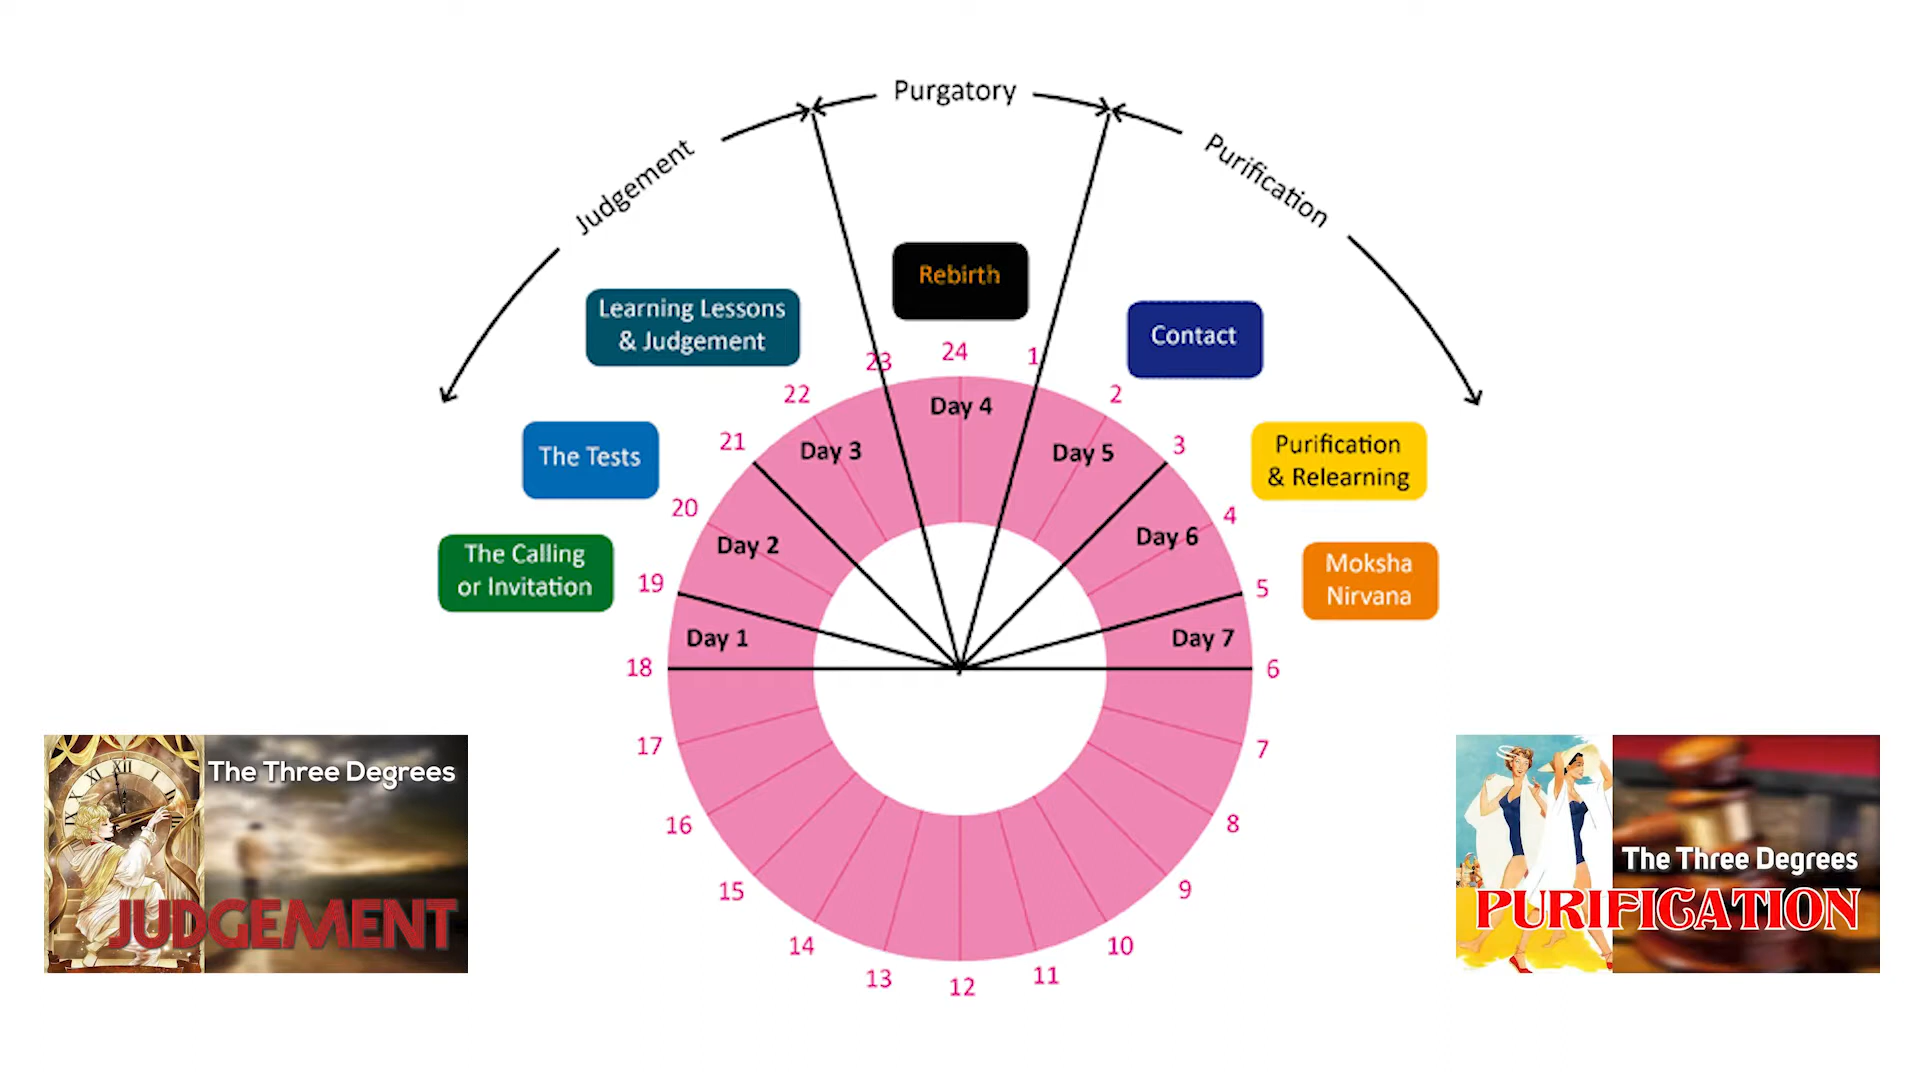 Purgatory
Judgement
Purification
Rebirth
Learning Lessons
& Judgement
Contact
The Tests
Purification
& Relearning
The Calling
or Invitation
Moksha
Nirvana
24
1
2
3
4
5
6
7
8
9
10
11
12
13
14
15
16
17
18
19
20
21
22
23
Day 1
Day 2
Day 3
Day 4
Day 5
Day 6
Day 7
XI XII I
The Three Degrees
JUDGEMENT
The Three Degrees
PURIFICATION